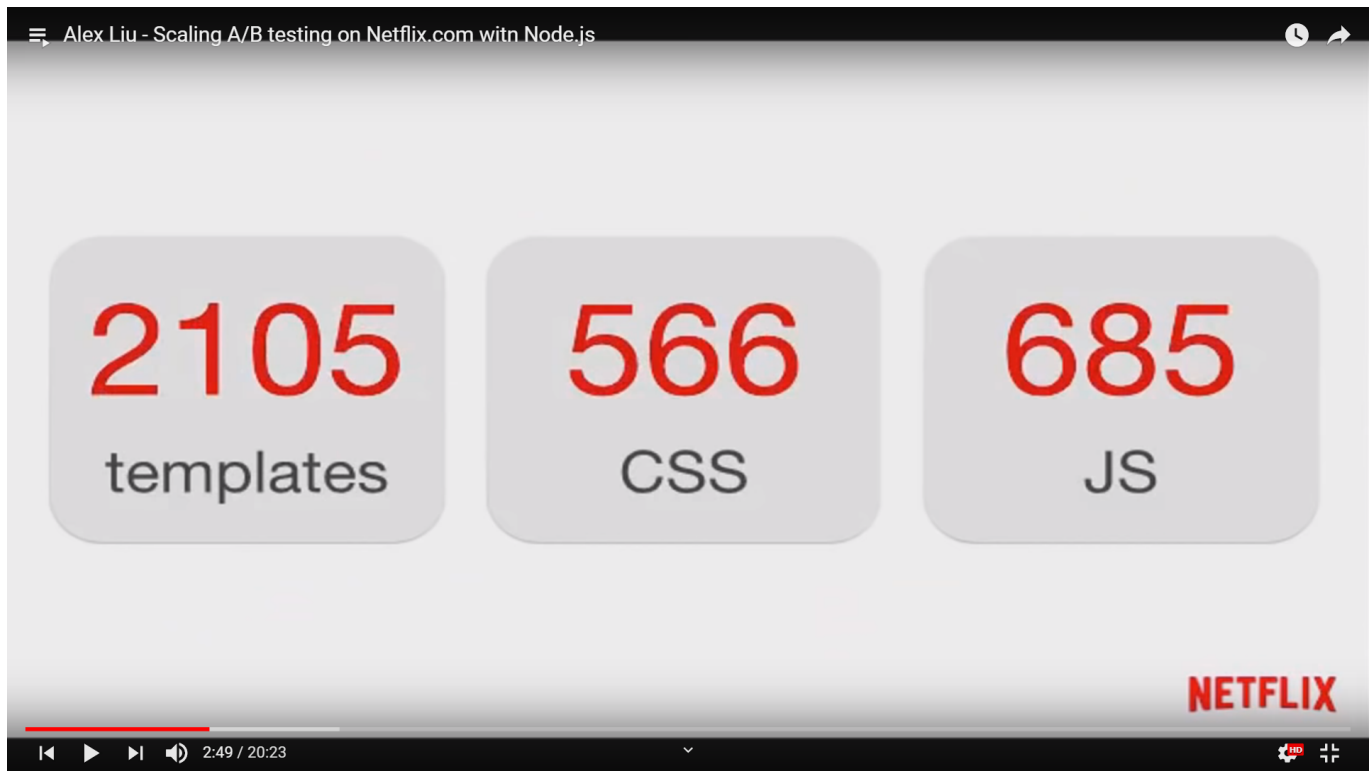 Alex Liu - Scaling A/B testing on Netflix.com witn Node.js
2105 566 685
templates CSS JS
NETFLIX
2:49 / 20:23 HD